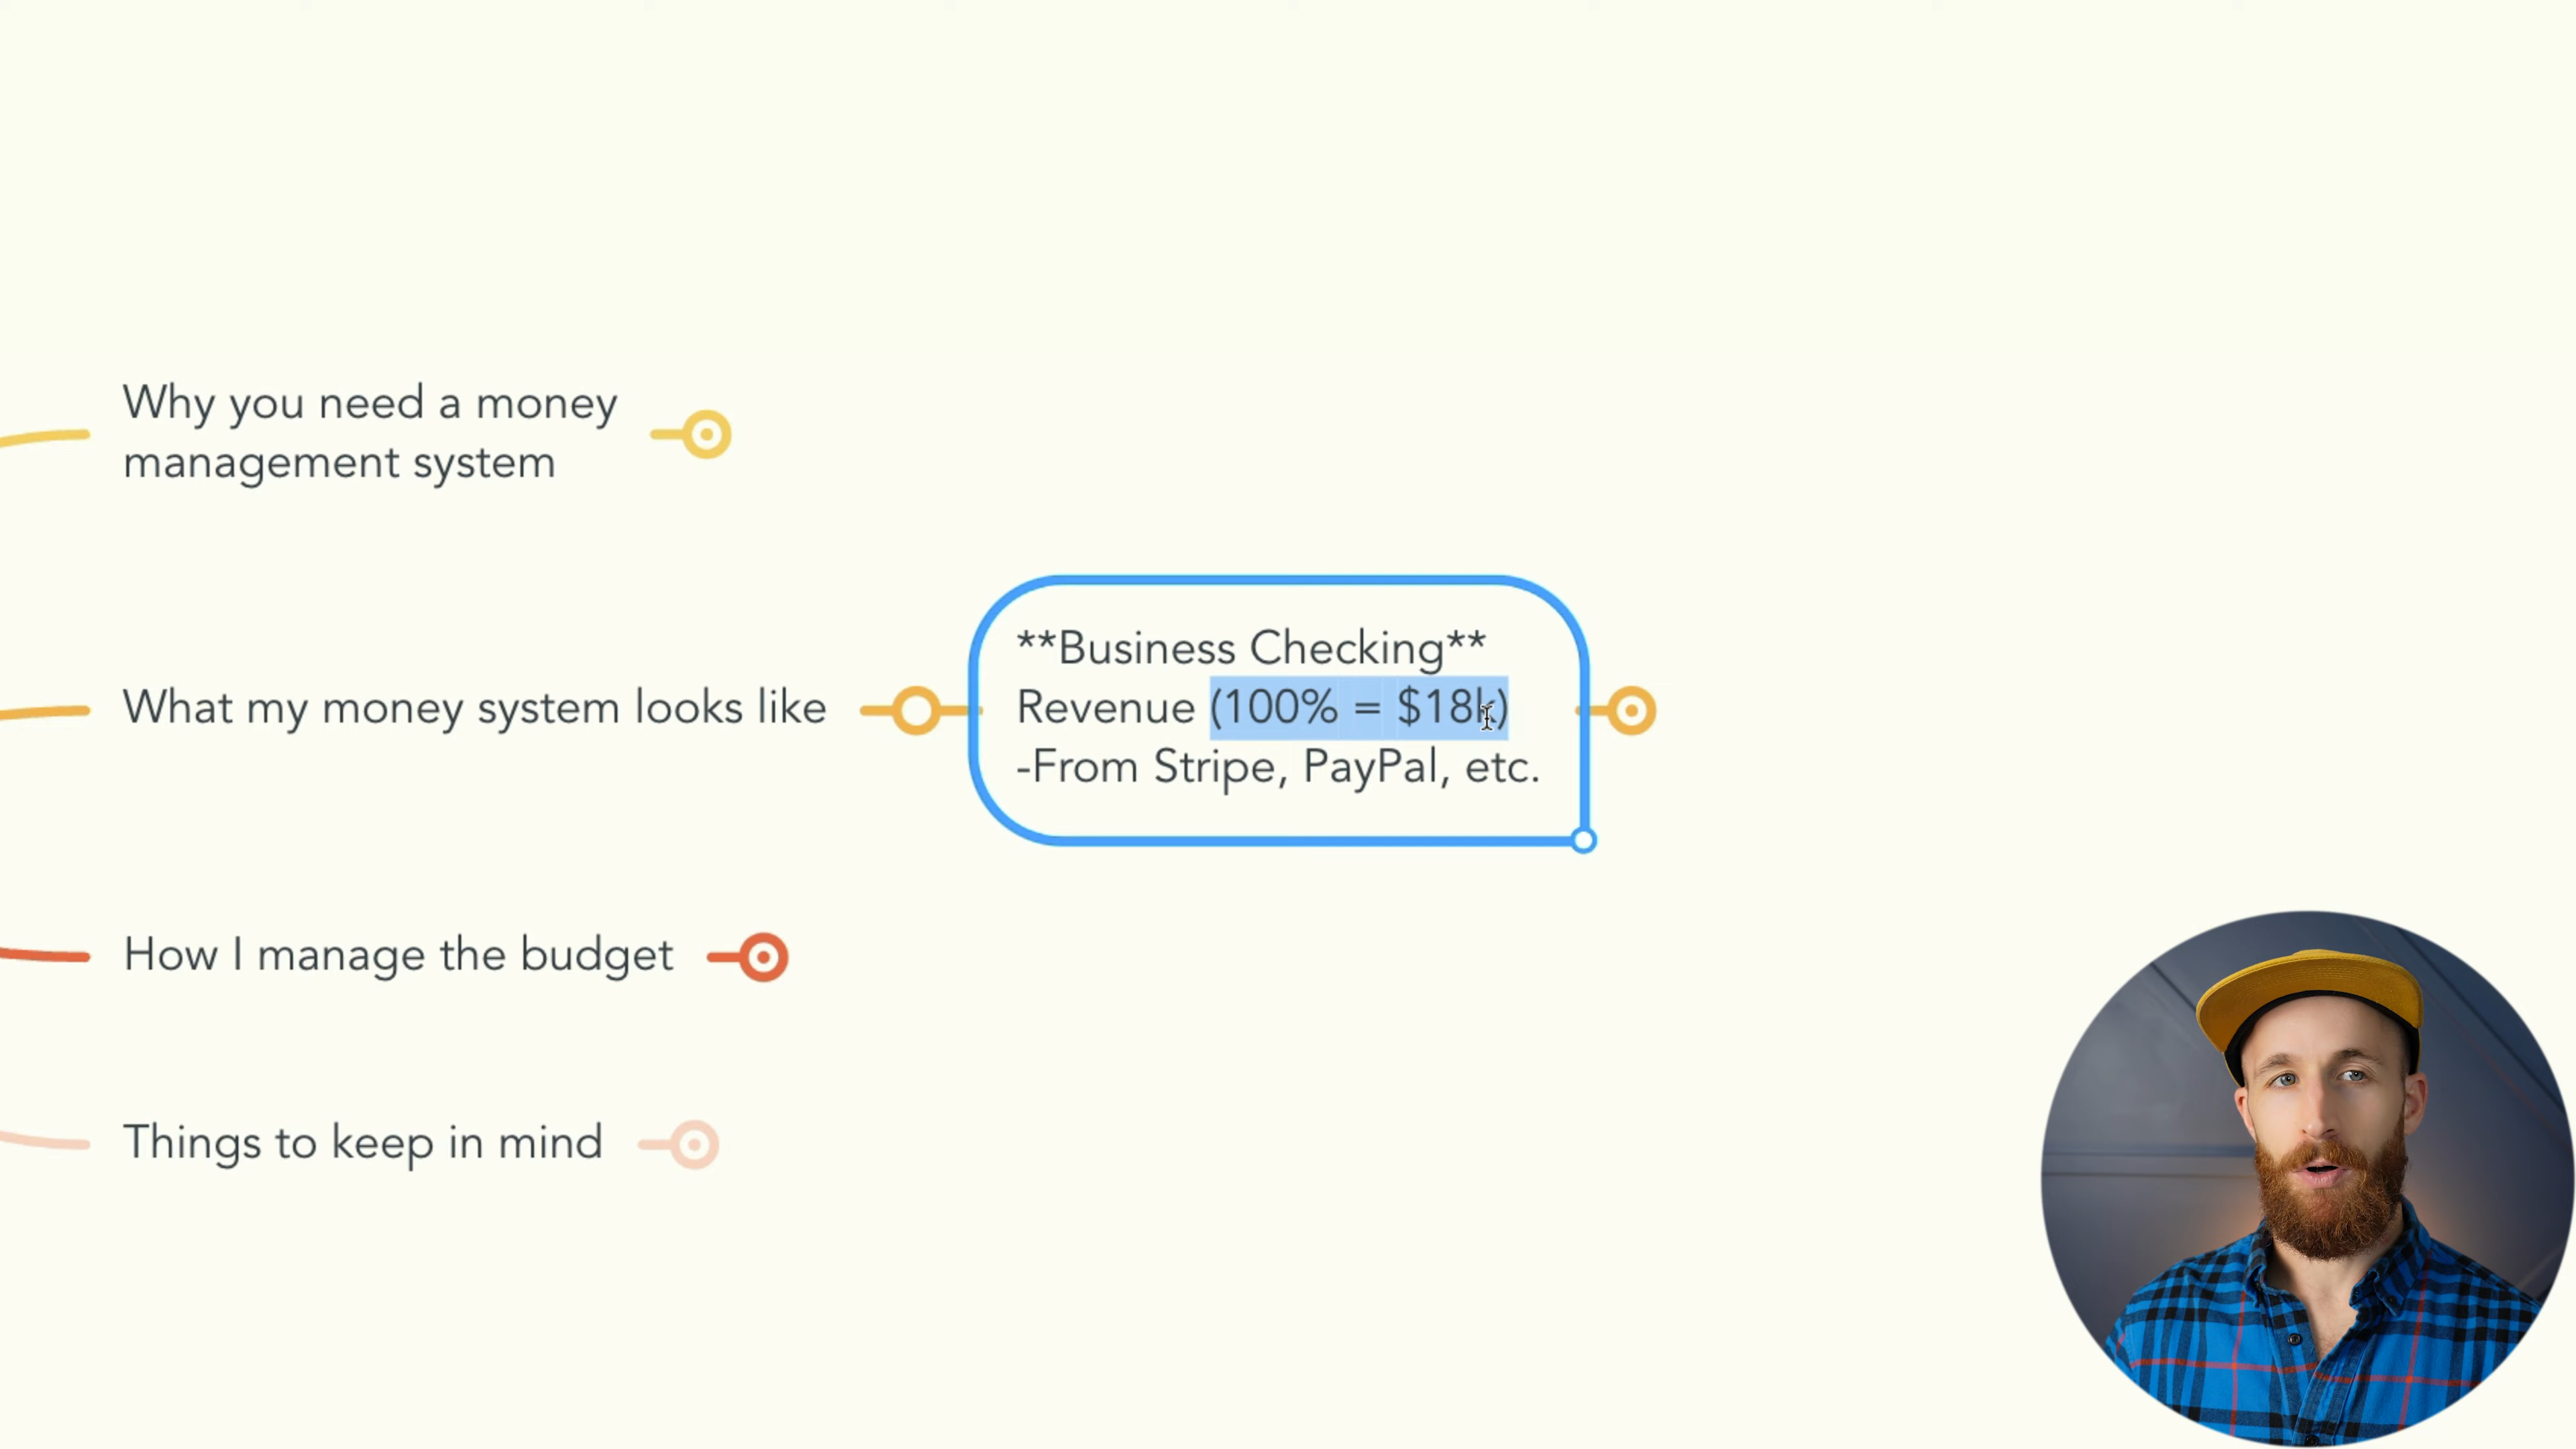 Why you need a money
management system
What my money system looks like
**Business Checking**
Revenue (100% = $18k)
-From Stripe, PayPal, etc.
How I manage the budget
Things to keep in mind